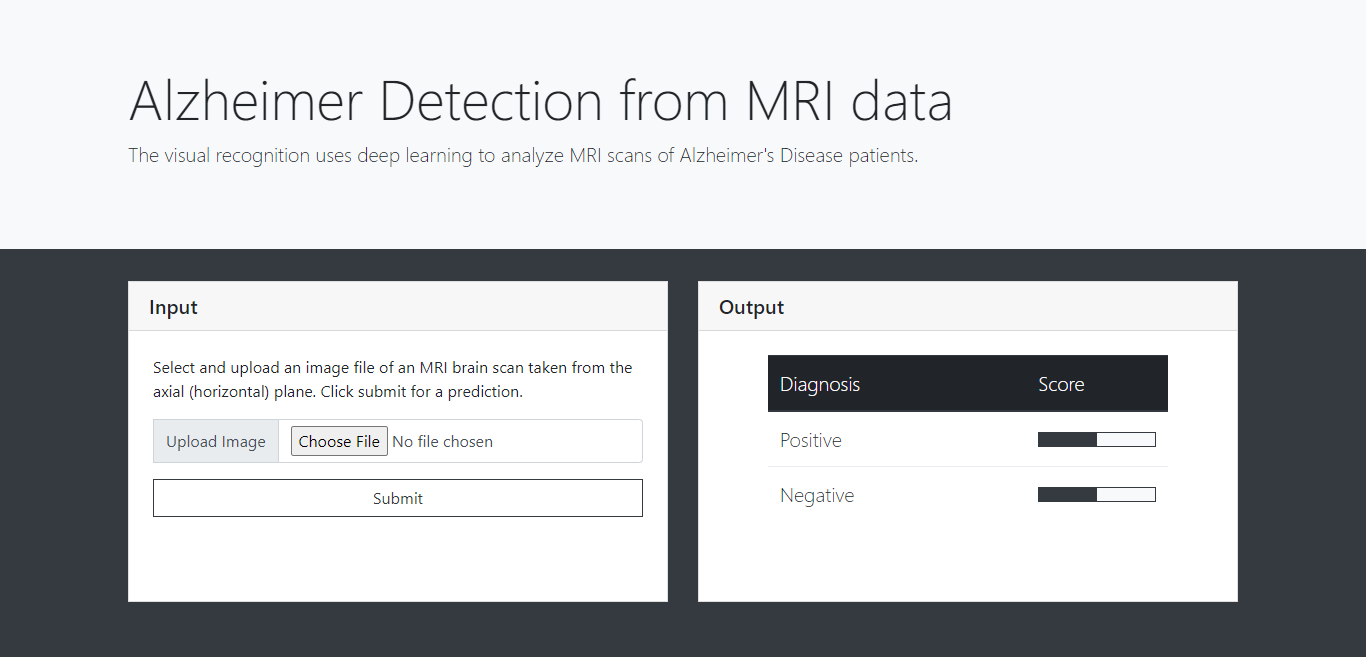 Alzheimer Detection from MRI data
The visual recognition uses deep learning to analyze MRI scans of Alzheimer's Disease patients.
Input
Select and upload an image file of an MRI brain scan taken from the
axial (horizontal) plane. Click submit for a prediction.
Upload Image Choose File No file chosen
Submit
Output
Diagnosis Score
Positive
Negative